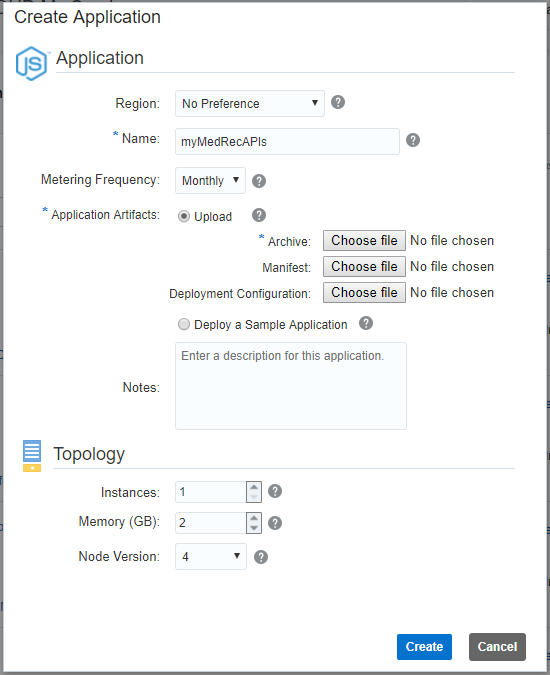 Create Application
JS Application
Region: No Preference ?
* Name: myMedRecAPIs ?
Metering Frequency: Monthly ?
* Application Artifacts: Upload ?
* Archive: Choose file No file chosen
Manifest: Choose file No file chosen
Deployment Configuration: Choose file No file chosen
Deploy a Sample Application ?
Enter a description for this application.
Notes:
Topology
Instances: 1 ?
Memory (GB): 2 ?
Node Version: 4 ?
Create Cancel